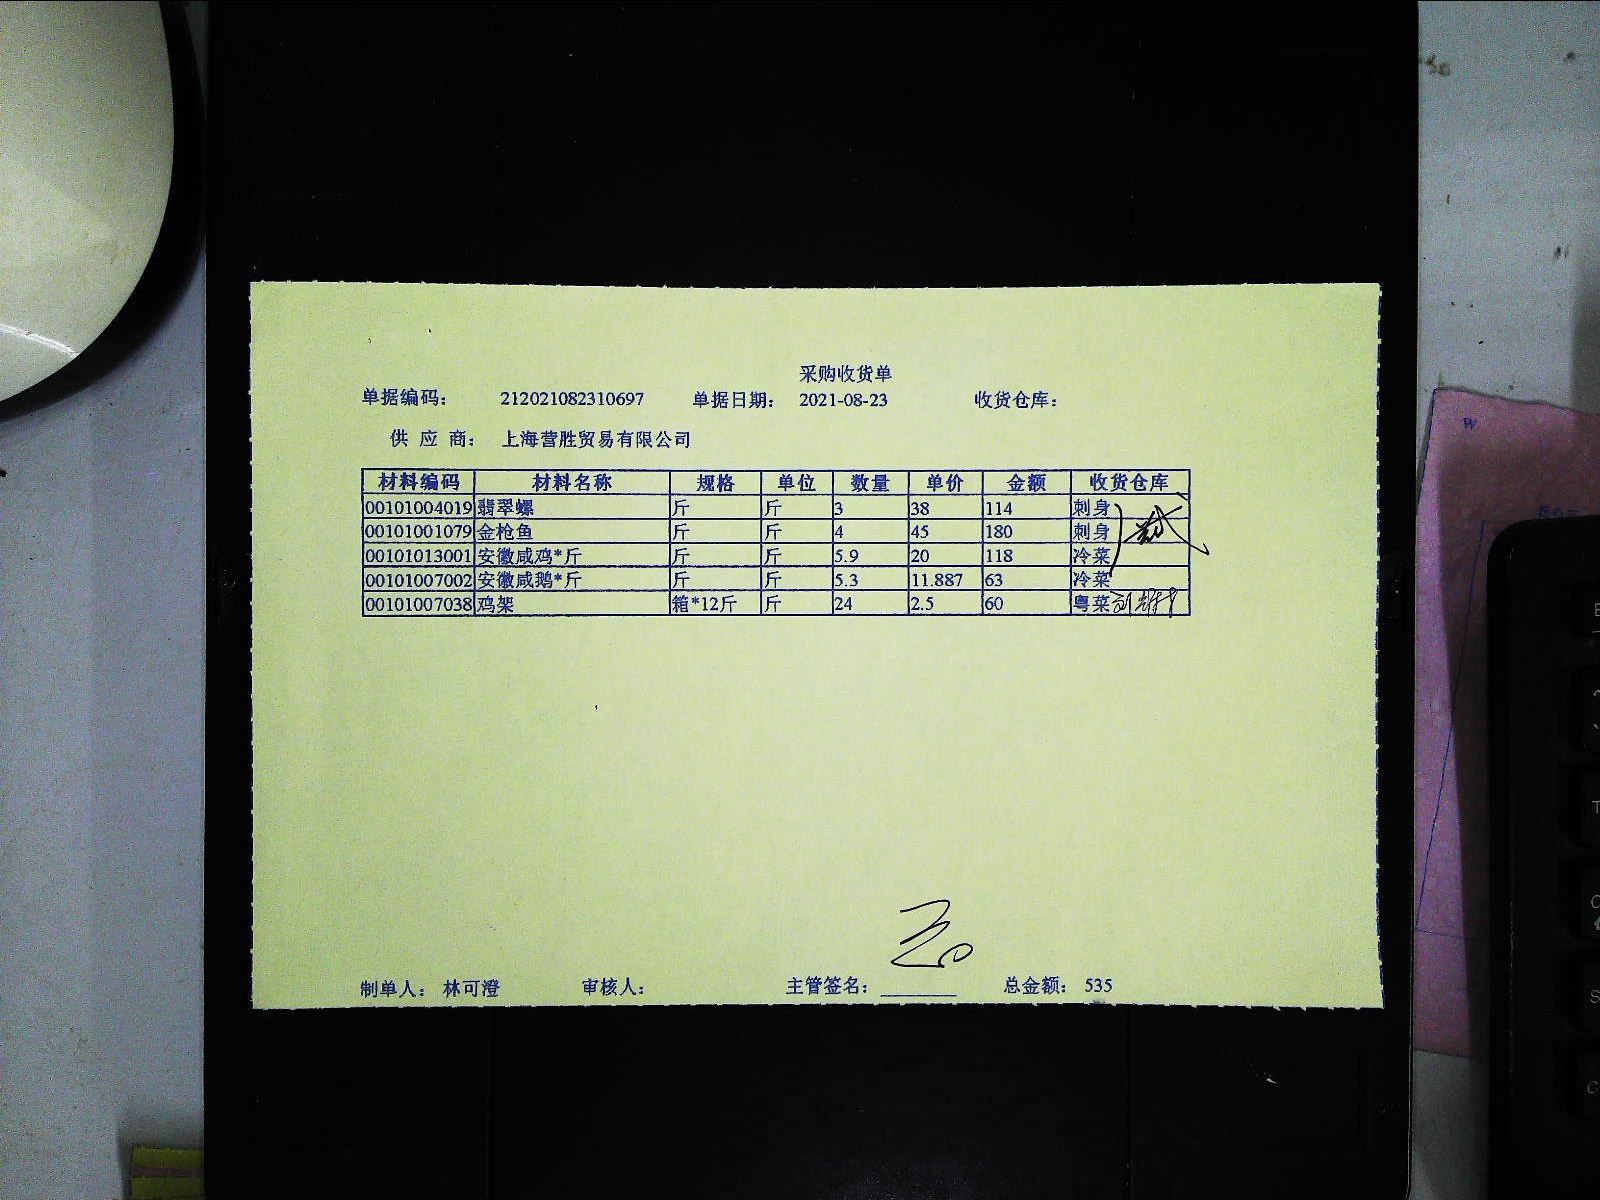 采购收货单
单据编码： 212021082310697 单据日期： 2021-08-23 收货仓库：
供 应 商： 上海营胜贸易有限公司
材料编码 材料名称 规格 单位 数量 单价 金额 收货仓库
00101004019 翡翠螺 斤 斤 3 38 114 刺身
00101001079 金枪鱼 斤 斤 4 45 180 刺身
00101013001 安徽咸鸡*斤 斤 斤 5.9 20 118 冷菜
00101007002 安徽咸鹅*斤 斤 斤 5.3 11.887 63 冷菜
00101007038 鸡架 箱*12斤 斤 24 2.5 60 粤菜
制单人： 林可澄 审核人： 主管签名： 总金额： 535